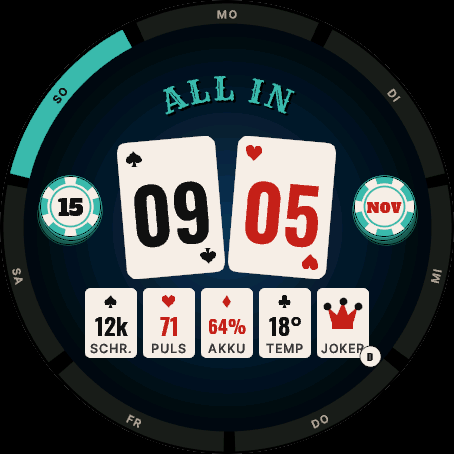 MO
DI
MI
DO
FR
SA
SO
ALL IN
15
09
05
NOV
12k
SCHR.
71
PULS
64%
AKKU
18°
TEMP
JOKER
B